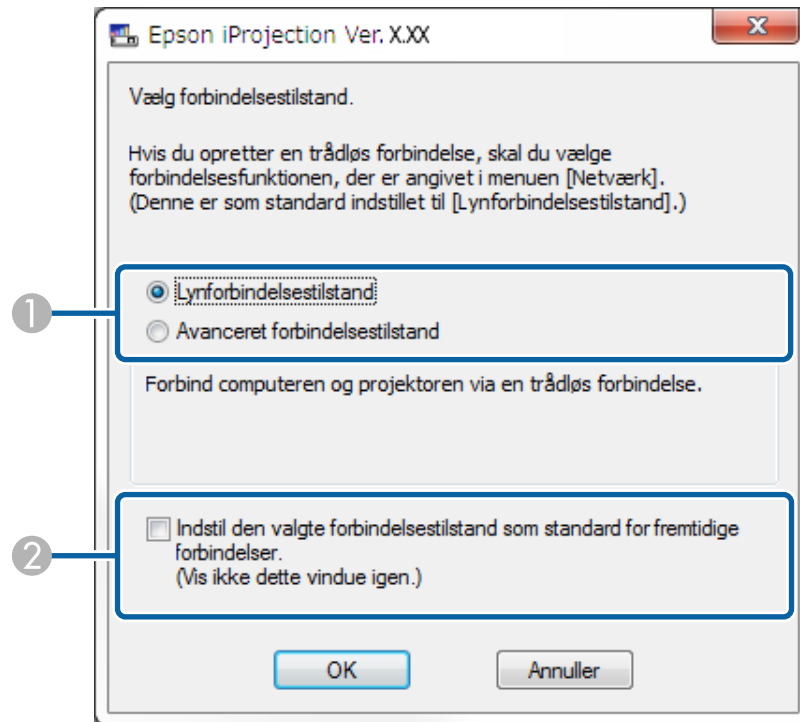 Epson iProjection Ver. X.XX
Vælg forbindelsestilstand.
Hvis du opretter en trådløs forbindelse, skal du vælge
forbindelsesfunktionen, der er angivet i menuen [Netværk].
(Denne er som standard indstillet til [Lynforbindelsestilstand].)
1
Lynforbindelsestilstand
Avanceret forbindelsestilstand
Forbind computeren og projektoren via en trådløs forbindelse.
2
Indstil den valgte forbindelsestilstand som standard for fremtidige
forbindelser.
(Vis ikke dette vindue igen.)
OK
Annuller